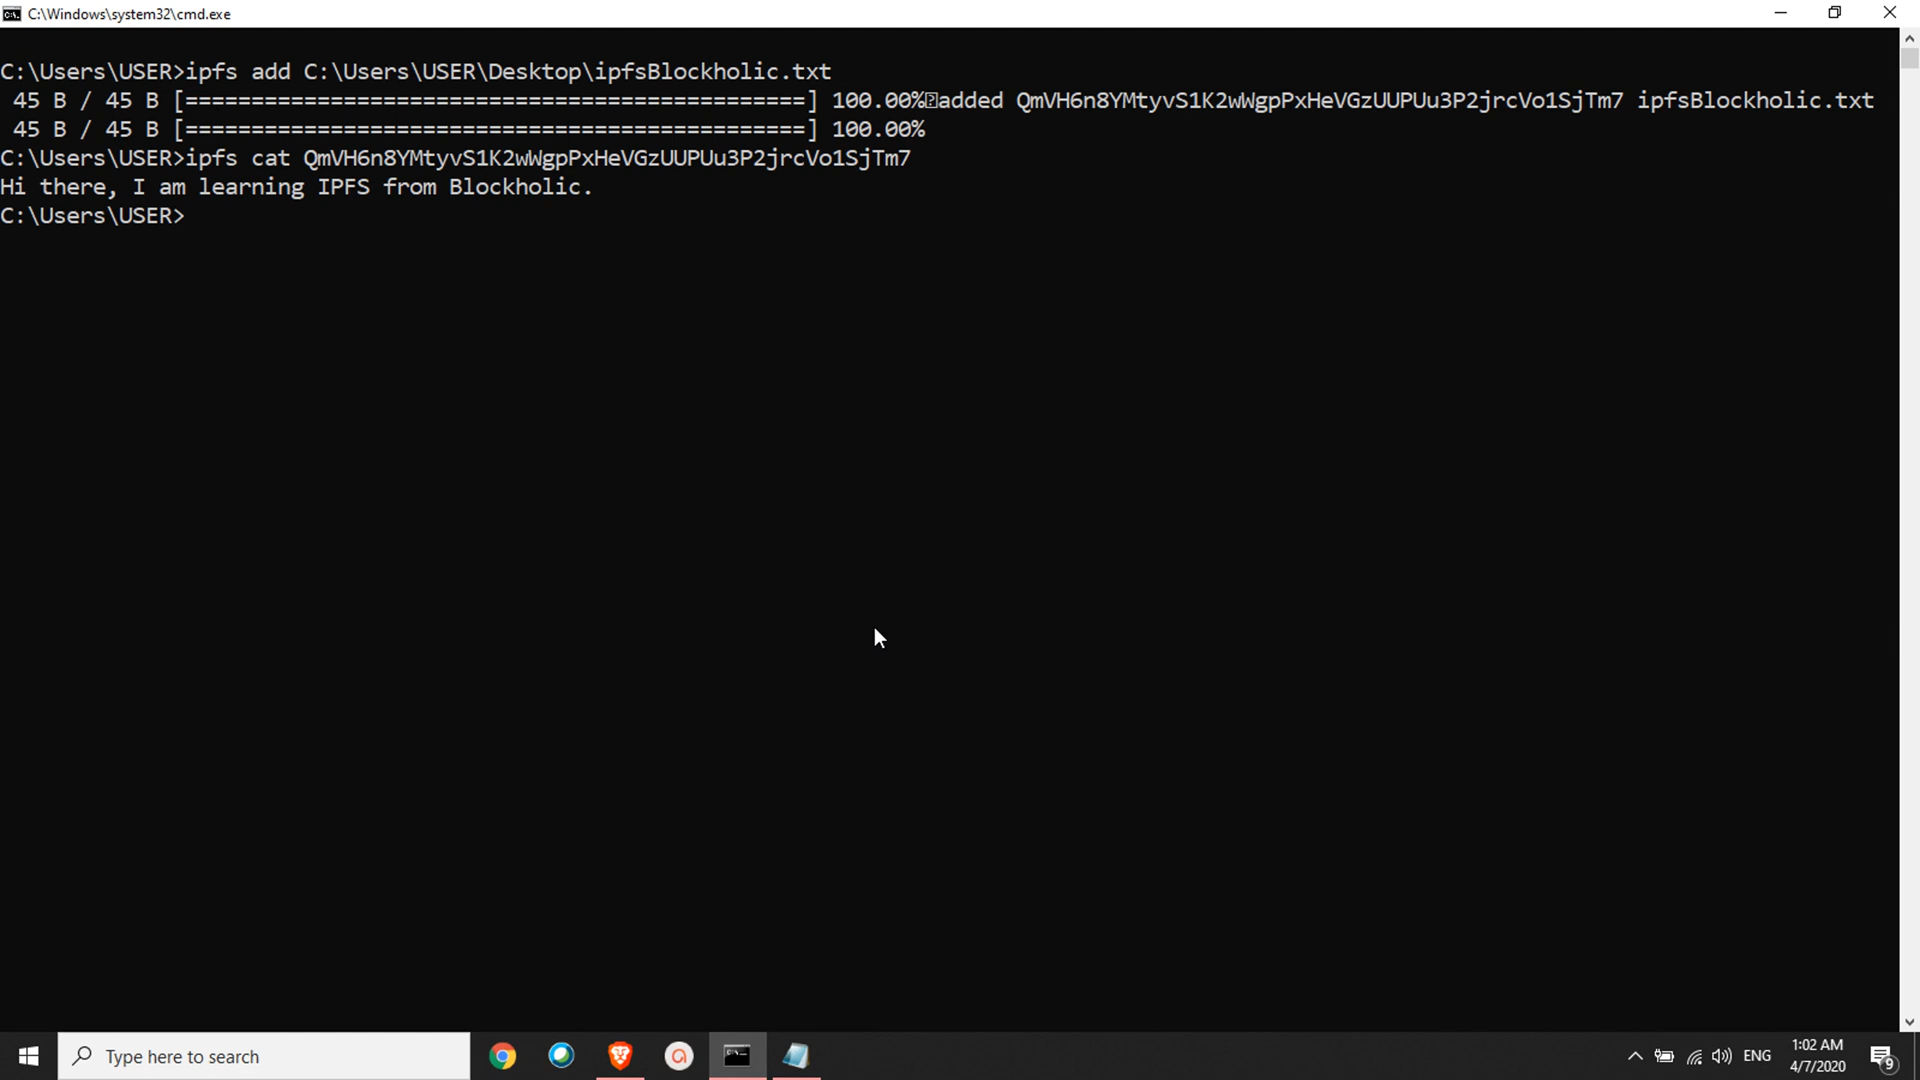 C:\Windows\system32\cmd.exe
C:\Users\USER>ipfs add C:\Users\USER\Desktop\ipfsBlockholic.txt
45 B / 45 B [===============================================] 100.00%added QmVH6n8YMtyvS1K2wWgpPxHeVGzUUPUu3P2jrcVo1SjTm7 ipfsBlockholic.txt
45 B / 45 B [===============================================] 100.00%
C:\Users\USER>ipfs cat QmVH6n8YMtyvS1K2wWgpPxHeVGzUUPUu3P2jrcVo1SjTm7
Hi there, I am learning IPFS from Blockholic.
C:\Users\USER>
Type here to search
ENG
1:02 AM
4/7/2020
9